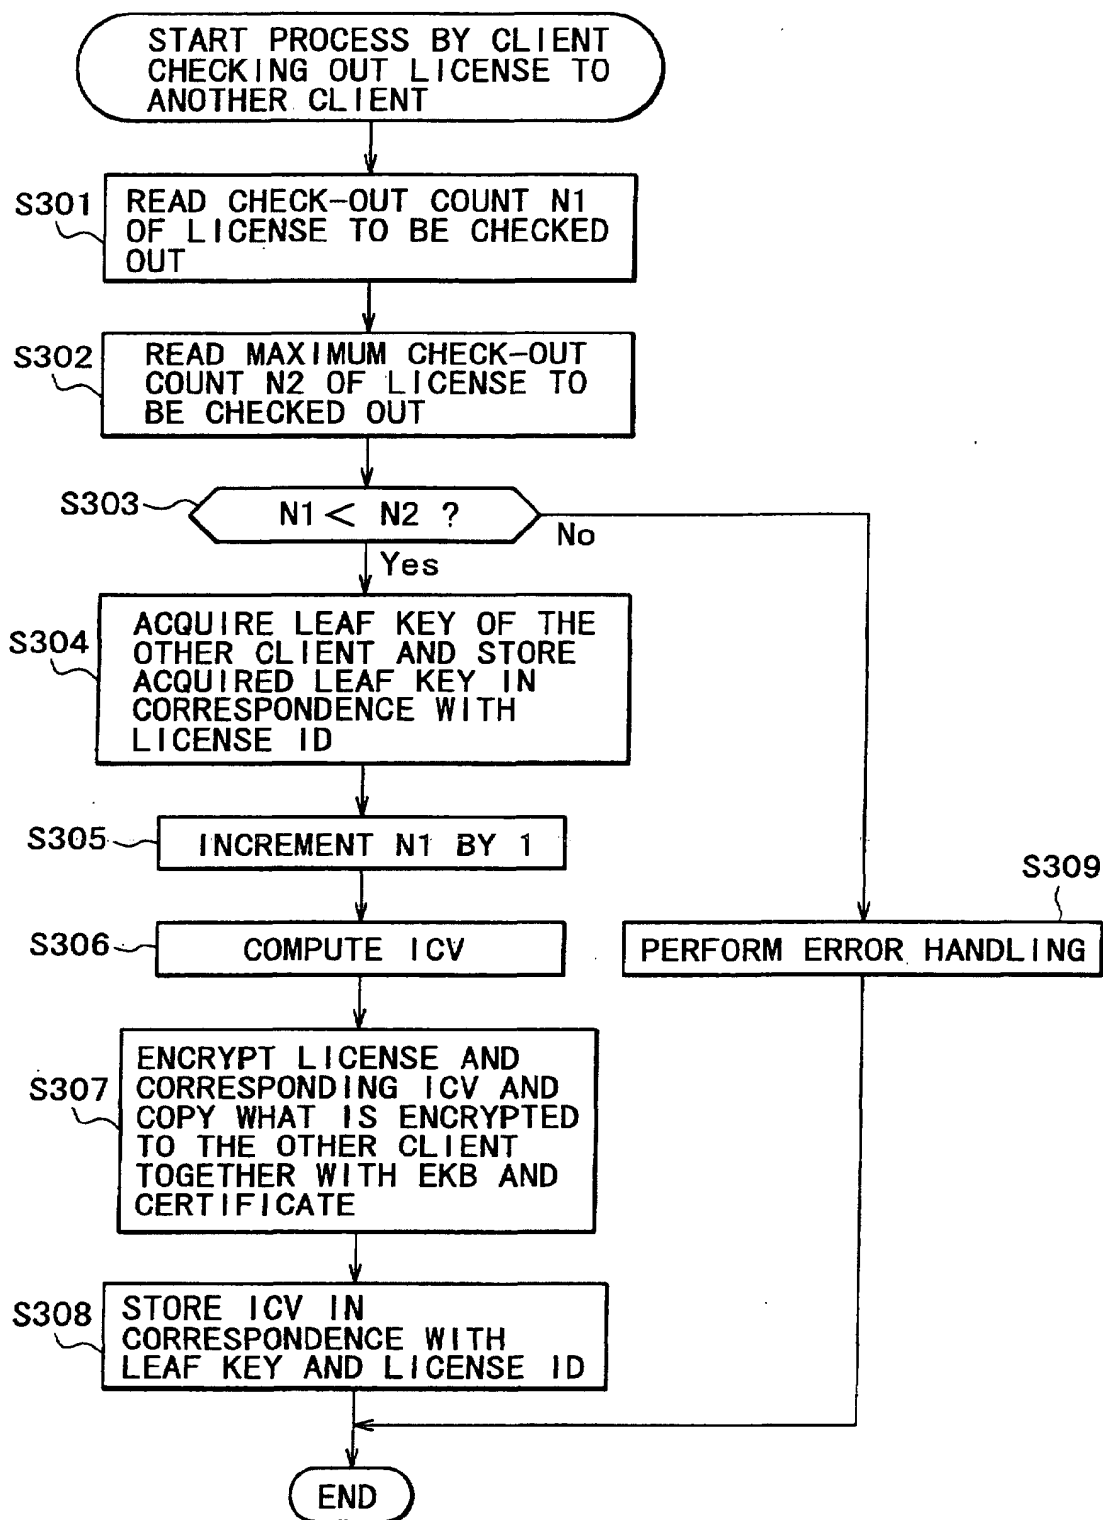 START PROCESS BY CLIENT
CHECKING OUT LICENSE TO
ANOTHER CLIENT
S301
READ CHECK-OUT COUNT N1
OF LICENSE TO BE CHECKED
OUT
S302
READ MAXIMUM CHECK-OUT
COUNT N2 OF LICENSE TO
BE CHECKED OUT
S303
N1 < N2 ?
No
Yes
S304
ACQUIRE LEAF KEY OF THE
OTHER CLIENT AND STORE
ACQUIRED LEAF KEY IN
CORRESPONDENCE WITH
LICENSE ID
S305
INCREMENT N1 BY 1
S306
COMPUTE ICV
S309
PERFORM ERROR HANDLING
S307
ENCRYPT LICENSE AND
CORRESPONDING ICV AND
COPY WHAT IS ENCRYPTED
TO THE OTHER CLIENT
TOGETHER WITH EKB AND
CERTIFICATE
S308
STORE ICV IN
CORRESPONDENCE WITH
LEAF KEY AND LICENSE ID
END